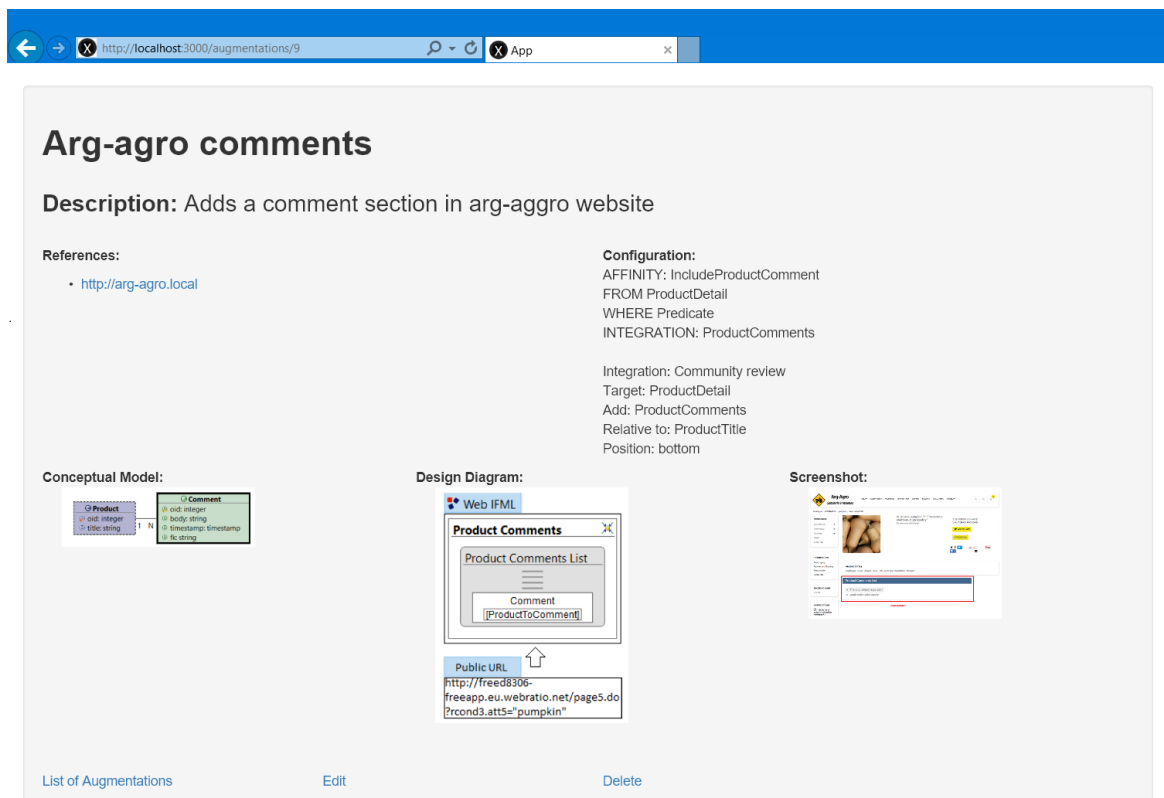 http://localhost:3000/augmentations/9
App
Arg-agro comments
Description: Adds a comment section in arg-aggro website
References:
• http://arg-agro.local
Configuration:
AFFINITY: IncludeProductComment
FROM ProductDetail
WHERE Predicate
INTEGRATION: ProductComments
Integration: Community review
Target: ProductDetail
Add: ProductComments
Relative to: ProductTitle
Position: bottom
Conceptual Model:
Product
oid: integer
title: string
1 N
Comment
oid: integer
body: string
timestamp: timestamp
fic string
Design Diagram:
Web IFML
Product Comments
Product Comments List
Comment
[ProductToComment]
Public URL
http://freed8306-
freeapp.eu.webratio.net/page5.do
?rcond3.att5="pumpkin"
Screenshot:
Product Comments List
List of Augmentations
Edit
Delete